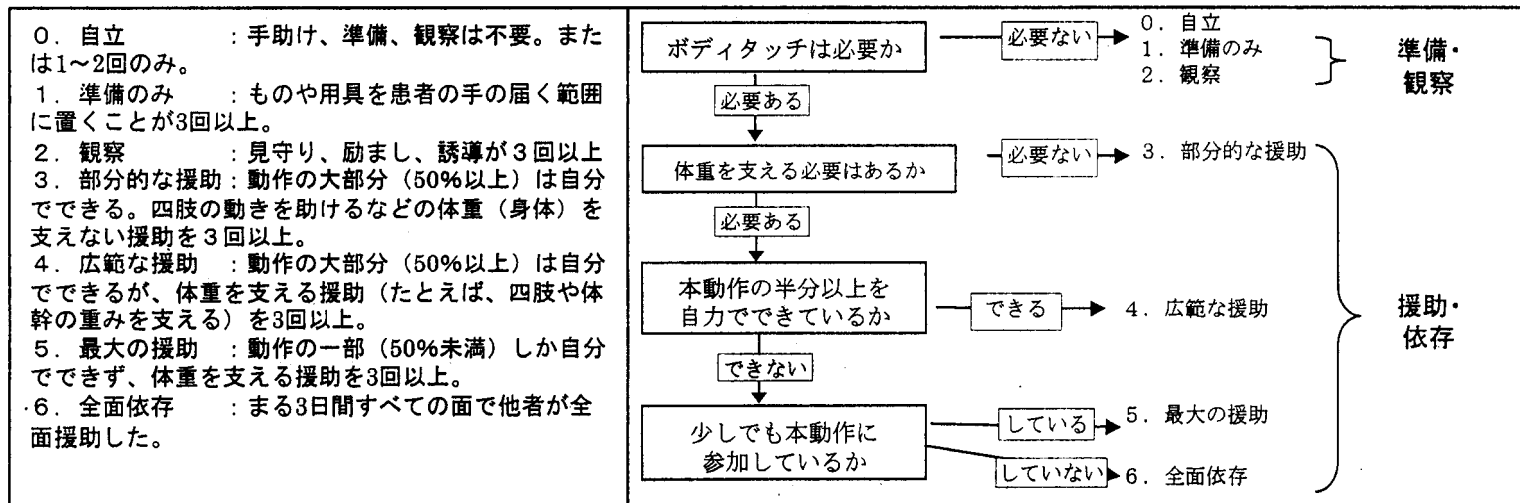 0. 自立　　　：手助け、準備、観察は不要。また
は1~2回のみ。
1. 準備のみ　　：ものや用具を患者の手の届く範囲
に置くことが3回以上。
2. 観察　　　：見守り、励まし、誘導が3回以上
3. 部分的な援助：動作の大部分（50%以上）は自分
でできる。四肢の動きを助けるなどの体重（身体）を
支えない援助を3回以上。
4. 広範な援助　：動作の大部分（50%以上）は自分
でできるが、体重を支える援助（たとえば、四肢や体
幹の重みを支える）を3回以上。
5. 最大の援助　：動作の一部（50%未満）しか自分
でできず、体重を支える援助を3回以上。
6. 全面依存　　：まる3日間すべての面で他者が全
面援助した。
ボディタッチは必要か
必要ない
0. 自立
1. 準備のみ
2. 観察
準備・
観察
必要ある
体重を支える必要はあるか
必要ない
3. 部分的な援助
必要ある
本動作の半分以上を
自力でできているか
できる
4. 広範な援助
援助・
依存
できない
少しでも本動作に
参加しているか
している
5. 最大の援助
していない
6. 全面依存